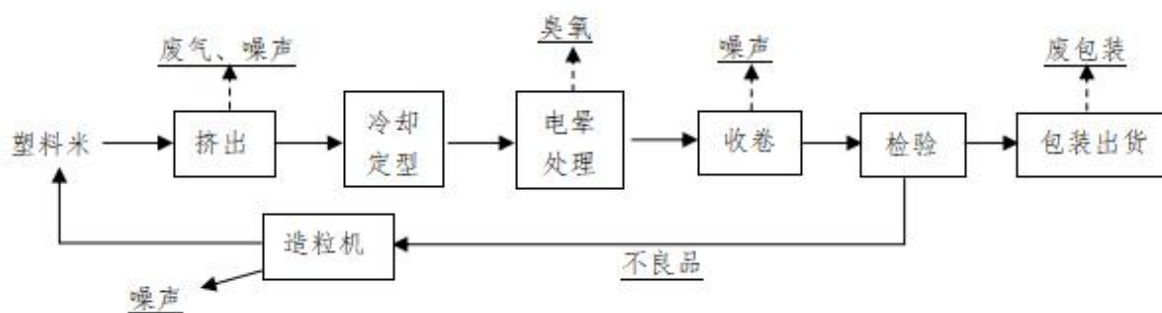 废气、噪声
臭氧
噪声
废包装
塑料米
挤出
冷却
定型
电晕
处理
收卷
检验
包装出货
造粒机
不良品
噪声